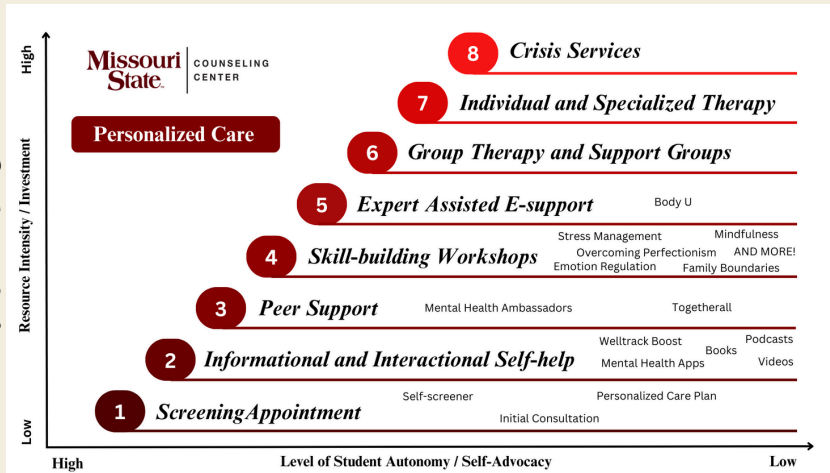 High
Missouri
State™
COUNSELING
CENTER
Personalized Care
8 Crisis Services
7 Individual and Specialized Therapy
6 Group Therapy and Support Groups
5 Expert Assisted E-support
Body U
4 Skill-building Workshops
Stress Management
Mindfulness
Overcoming Perfectionism
AND MORE!
Emotion Regulation
Family Boundaries
3 Peer Support
Mental Health Ambassadors
Togetherall
2 Informational and Interactional Self-help
Welltrack Boost
Podcasts
Books
Mental Health Apps
Videos
1 Screening Appointment
Self-screener
Personalized Care Plan
Initial Consultation
Resource Intensity / Investment
Low
High
Level of Student Autonomy / Self-Advocacy
Low